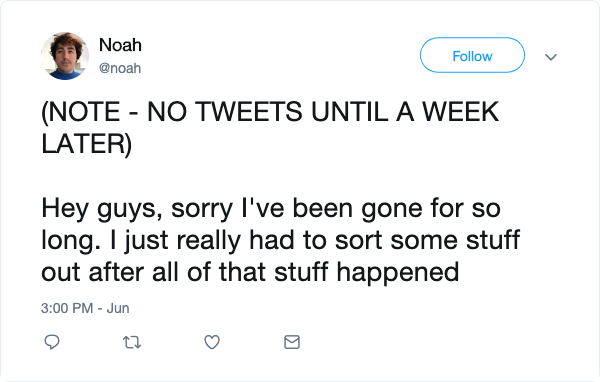 Noah
@noah
Follow
(NOTE - NO TWEETS UNTIL A WEEK
LATER)
Hey guys, sorry I've been gone for so
long. I just really had to sort some stuff
out after all of that stuff happened
3:00 PM - Jun